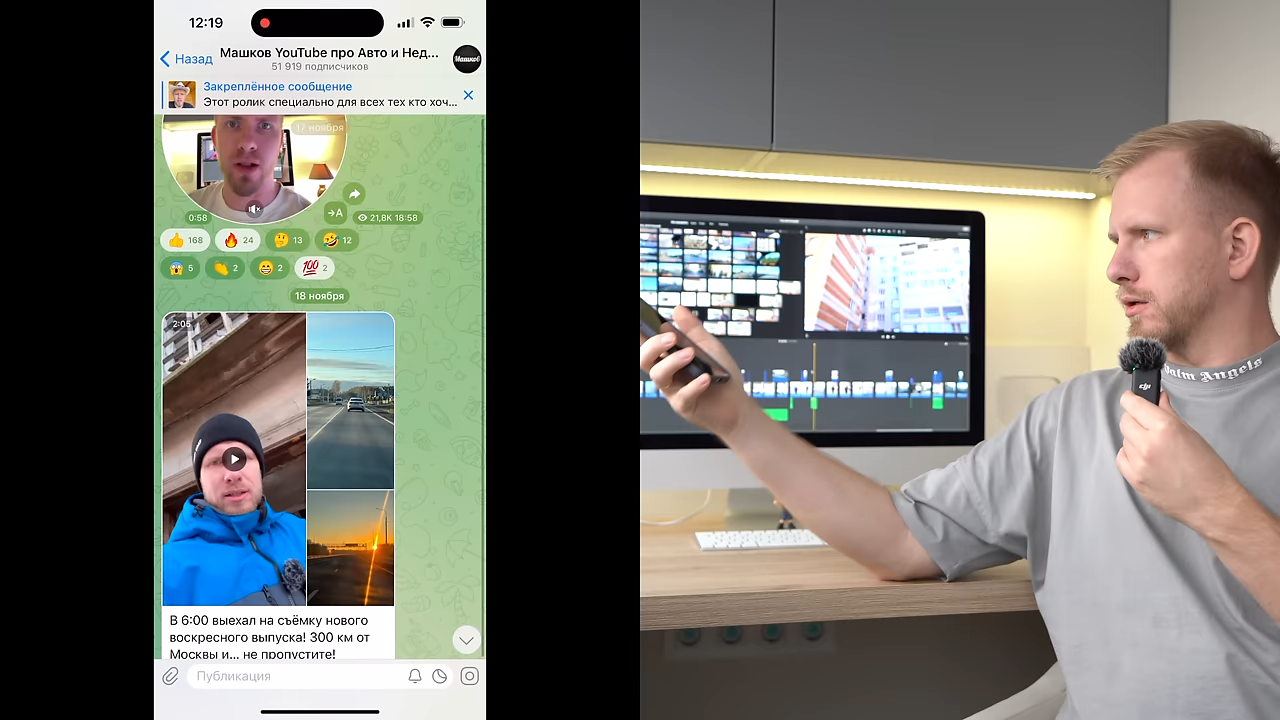 12:19
Назад
Машков YouTube про Авто и Нед...
51 919 подписчиков
Машков
Закреплённое сообщение
Этот ролик специально для всех тех кто хоч...
17 ноября
0:58
→A
21,8K 18:58
168
24
13
12
5
2
2
100 2
18 ноября
2:05
В 6:00 выехал на съёмку нового
воскресного выпуска! 300 км от
Москвы и... не пропустите!
Публикация
Palm Angels
dji